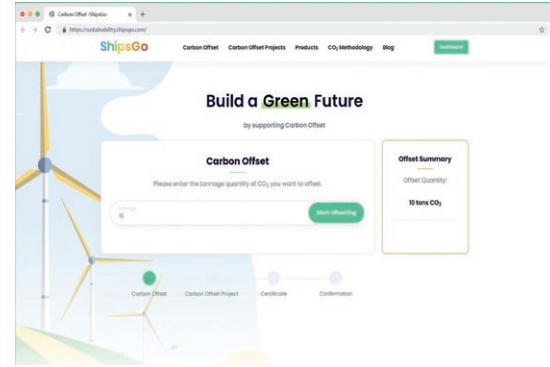 Carbon Offset -ShipsGo
https://sustainability.shipsgo.com/
ShipsGo
Carbon Offset
Carbon Offset Projects
Products
CO₂ Methodology
Blog
Dashboard
Build a Green Future
by supporting Carbon Offset
Carbon Offset
Please enter the tonnage quantity of CO₂ you want to offset.
Tonnage
10
Start Offsetting
Offset Summary
Offset Quantity:
10 tons CO₂
Carbon Offset
Carbon Offset Project
Certificate
Confirmation